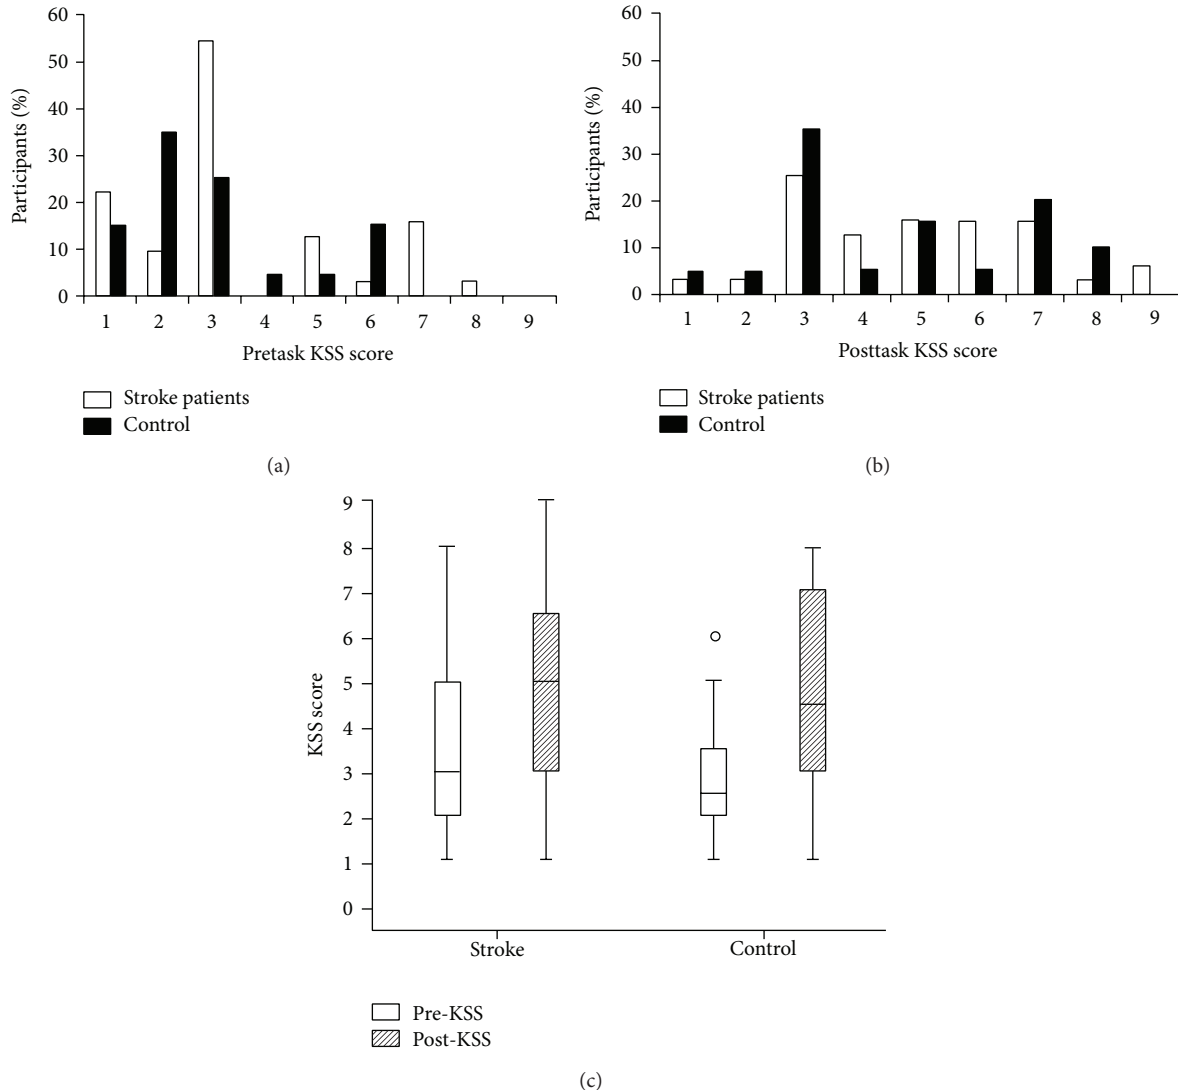 60
50
40
30
20
10
0
Participants (%)
1 2 3 4 5 6 7 8 9
Pretask KSS score
Stroke patients
Control
(a)
60
50
40
30
20
10
0
Participants (%)
1 2 3 4 5 6 7 8 9
Posttask KSS score
Stroke patients
Control
(b)
9
8
7
6
5
4
3
2
1
0
KSS score
Stroke Control
Pre-KSS
Post-KSS
(c)